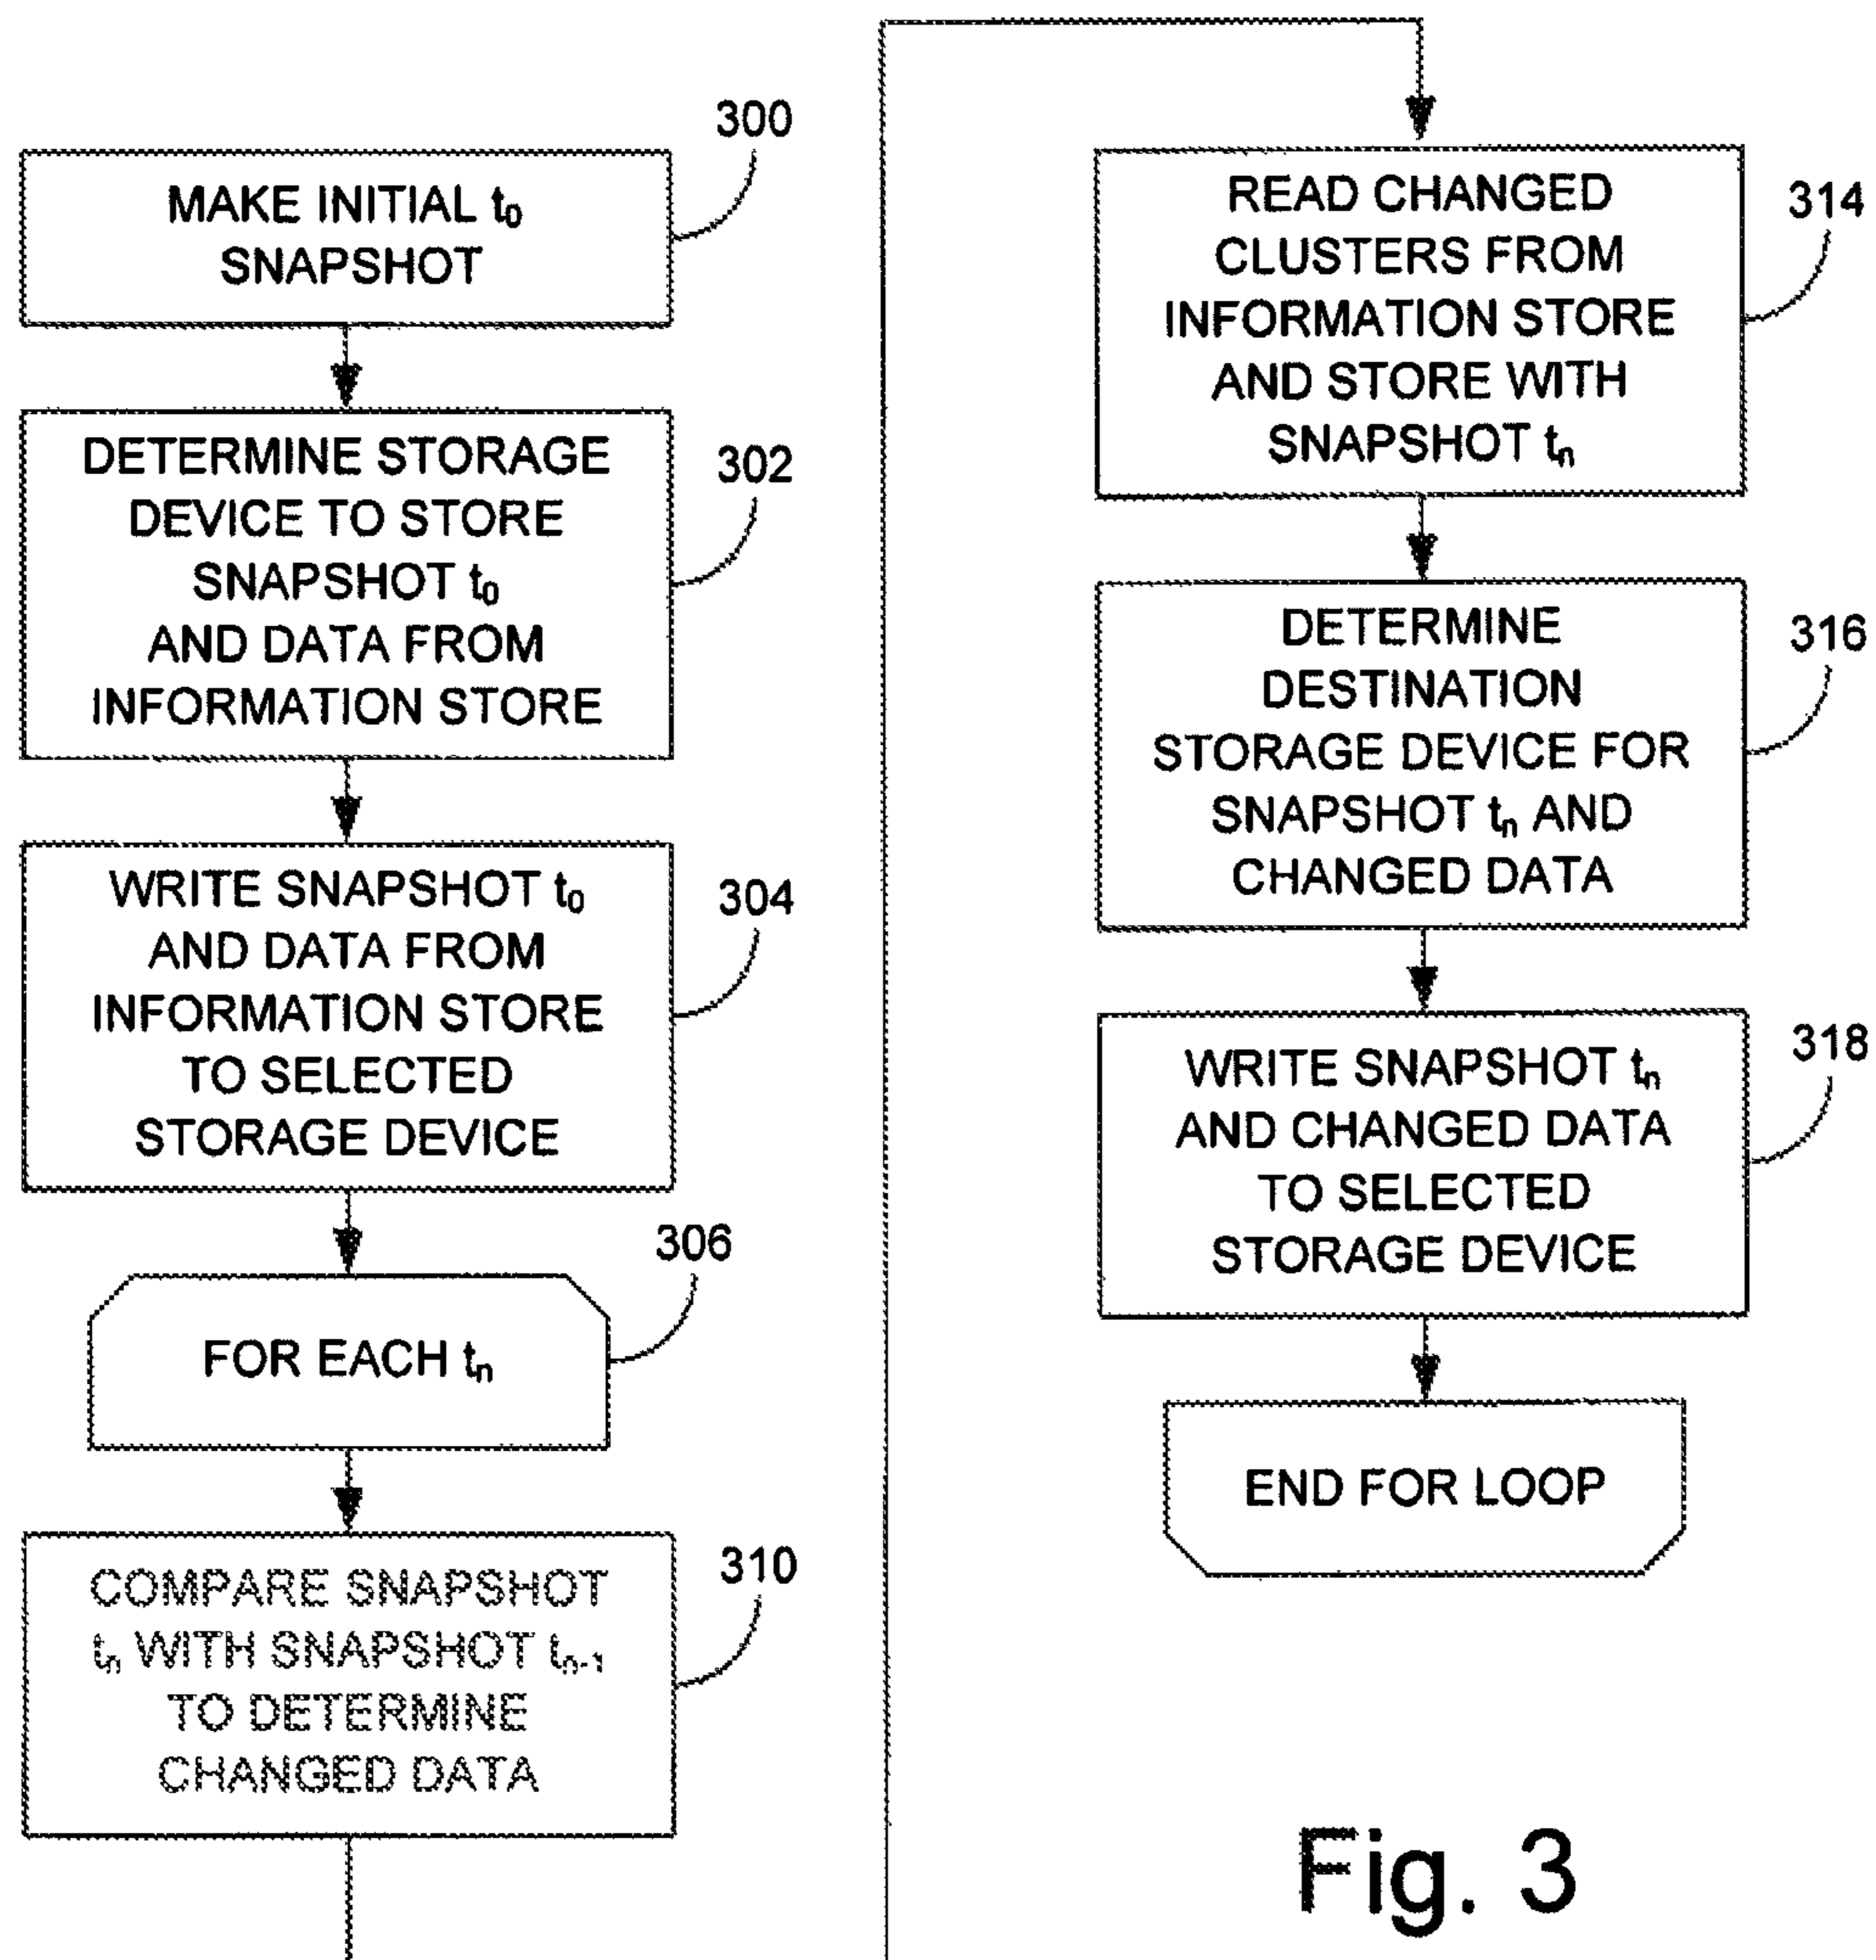 300
MAKE INITIAL t₀
SNAPSHOT
302
DETERMINE STORAGE
DEVICE TO STORE
SNAPSHOT t₀
AND DATA FROM
INFORMATION STORE
304
WRITE SNAPSHOT t₀
AND DATA FROM
INFORMATION STORE
TO SELECTED
STORAGE DEVICE
306
FOR EACH tₙ
310
COMPARE SNAPSHOT
tₙ WITH SNAPSHOT tₙ₋₁
TO DETERMINE
CHANGED DATA
314
READ CHANGED
CLUSTERS FROM
INFORMATION STORE
AND STORE WITH
SNAPSHOT tₙ
316
DETERMINE
DESTINATION
STORAGE DEVICE FOR
SNAPSHOT tₙ AND
CHANGED DATA
318
WRITE SNAPSHOT tₙ
AND CHANGED DATA
TO SELECTED
STORAGE DEVICE
END FOR LOOP
Fig. 3